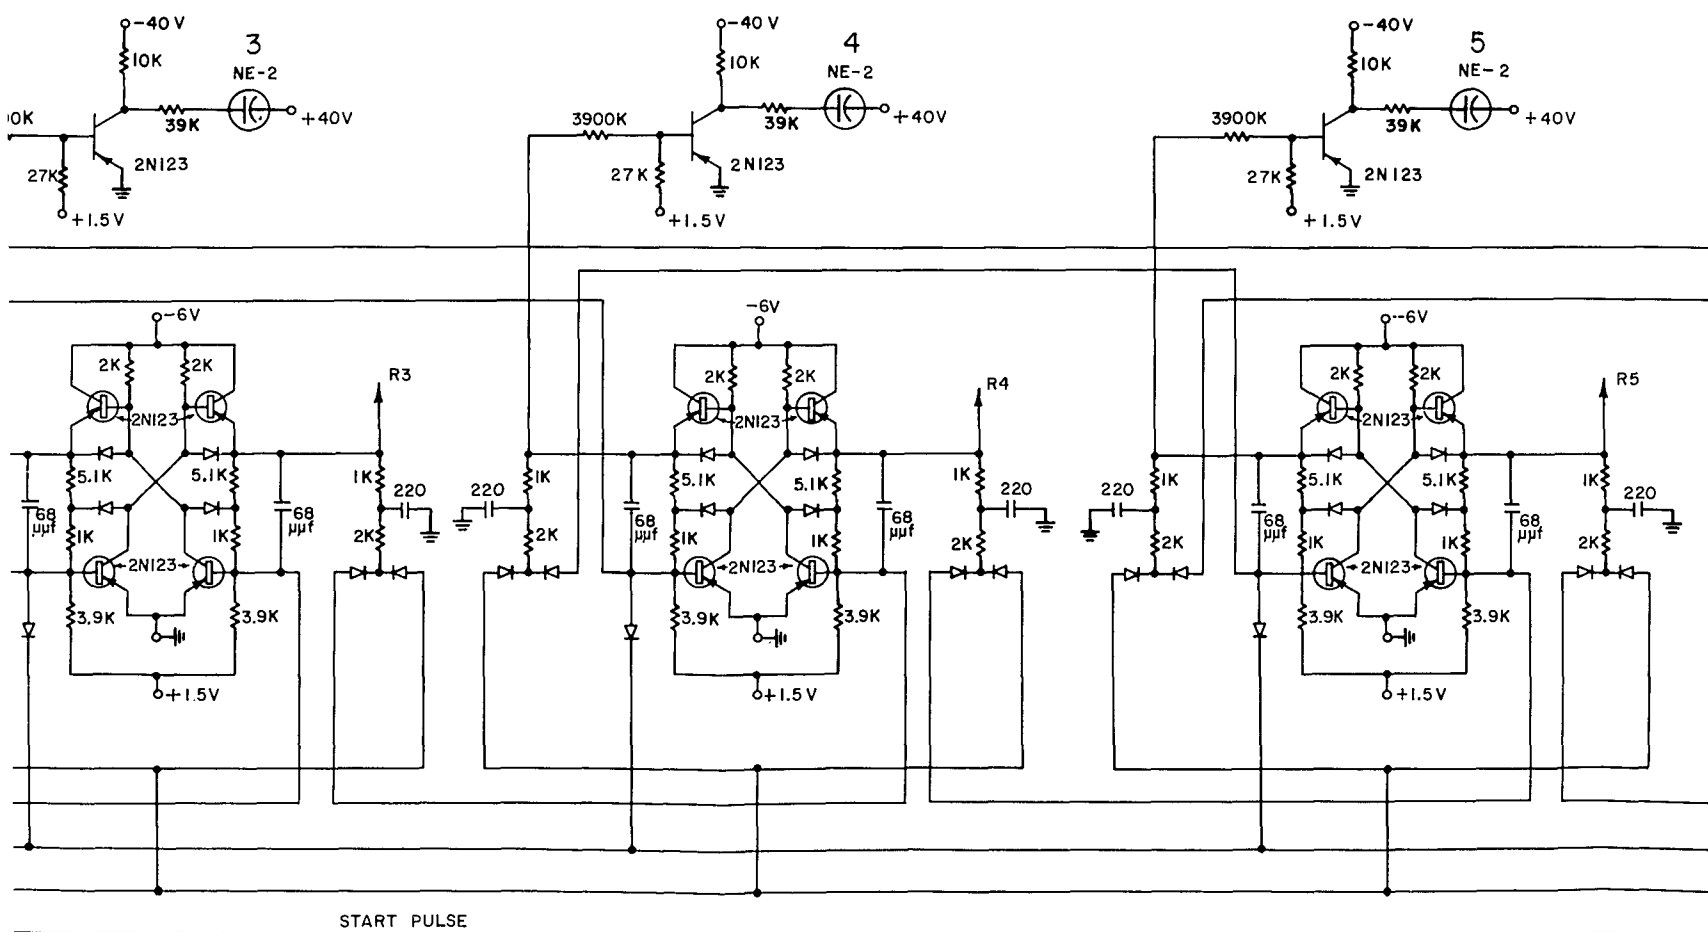 -40V -40V -40V
3 4 5
10K NE-2 10K NE-2 10K NE-2
39K +40V 39K +40V 39K +40V
3900K 3900K
27K 2N123 27K 2N123 27K 2N123
+1.5V +1.5V +1.5V
-6V -6V -6V
2K 2K R3 2K 2K R4 2K 2K R5
2N123 2N123 2N123
5.1K 5.1K 1K 1K 5.1K 5.1K 1K 1K 5.1K 5.1K 1K
220 220 220 220 220
68 μμf 68 μμf 68 μμf 68 μμf 68 μμf 68 μμf
1K 1K 2K 2K 1K 1K 2K 2K 1K 1K 2K
2N123 2N123 2N123
3.9K 3.9K 3.9K 3.9K 3.9K 3.9K
+1.5V +1.5V +1.5V
START PULSE